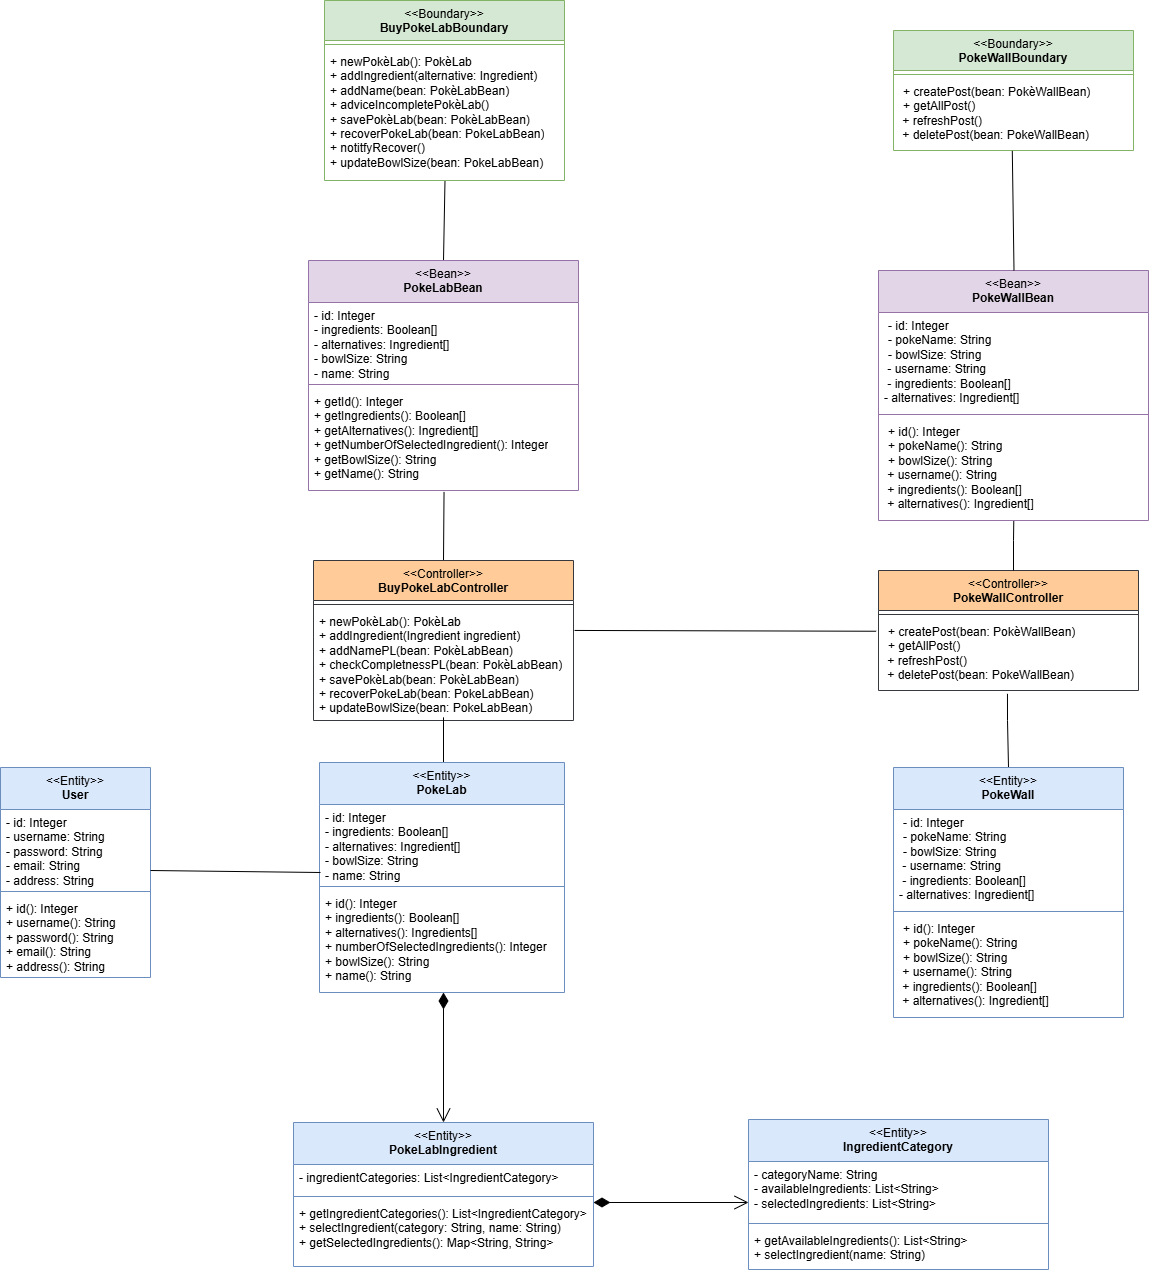 <<Boundary>>
BuyPokeLabBoundary
+ newPokèLab(): PokèLab
+ addIngredient(alternative: Ingredient)
+ addName(bean: PokèLabBean)
+ adviceIncompletePokèLab()
+ savePokèLab(bean: PokèLabBean)
+ recoverPokeLab(bean: PokeLabBean)
+ notitfyRecover()
+ updateBowlSize(bean: PokeLabBean)
<<Boundary>>
PokeWallBoundary
+ createPost(bean: PokèWallBean)
+ getAllPost()
+ refreshPost()
+ deletePost(bean: PokeWallBean)
<<Bean>>
PokeLabBean
- id: Integer
- ingredients: Boolean[]
- alternatives: Ingredient[]
- bowlSize: String
- name: String
+ getId(): Integer
+ getIngredients(): Boolean[]
+ getAlternatives(): Ingredient[]
+ getNumberOfSelectedIngredient(): Integer
+ getBowlSize(): String
+ getName(): String
<<Bean>>
PokeWallBean
- id: Integer
- pokeName: String
- bowlSize: String
- username: String
- ingredients: Boolean[]
- alternatives: Ingredient[]
+ id(): Integer
+ pokeName(): String
+ bowlSize(): String
+ username(): String
+ ingredients(): Boolean[]
+ alternatives(): Ingredient[]
<<Controller>>
BuyPokeLabController
+ newPokèLab(): PokèLab
+ addIngredient(Ingredient ingredient)
+ addNamePL(bean: PokèLabBean)
+ checkCompletnessPL(bean: PokèLabBean)
+ savePokèLab(bean: PokèLabBean)
+ recoverPokeLab(bean: PokeLabBean)
+ updateBowlSize(bean: PokeLabBean)
<<Controller>>
PokeWallController
+ createPost(bean: PokèWallBean)
+ getAllPost()
+ refreshPost()
+ deletePost(bean: PokeWallBean)
<<Entity>>
User
- id: Integer
- username: String
- password: String
- email: String
- address: String
+ id(): Integer
+ username(): String
+ password(): String
+ email(): String
+ address(): String
<<Entity>>
PokeLab
- id: Integer
- ingredients: Boolean[]
- alternatives: Ingredient[]
- bowlSize: String
- name: String
+ id(): Integer
+ ingredients(): Boolean[]
+ alternatives(): Ingredients[]
+ numberOfSelectedIngredients(): Integer
+ bowlSize(): String
+ name(): String
<<Entity>>
PokeWall
- id: Integer
- pokeName: String
- bowlSize: String
- username: String
- ingredients: Boolean[]
- alternatives: Ingredient[]
+ id(): Integer
+ pokeName(): String
+ bowlSize(): String
+ username(): String
+ ingredients(): Boolean[]
+ alternatives(): Ingredient[]
<<Entity>>
PokeLabIngredient
- ingredientCategories: List<IngredientCategory>
+ getIngredientCategories(): List<IngredientCategory>
+ selectIngredient(category: String, name: String)
+ getSelectedIngredients(): Map<String, String>
<<Entity>>
IngredientCategory
- categoryName: String
- availableIngredients: List<String>
- selectedIngredients: List<String>
+ getAvailableIngredients(): List<String>
+ selectIngredient(name: String)